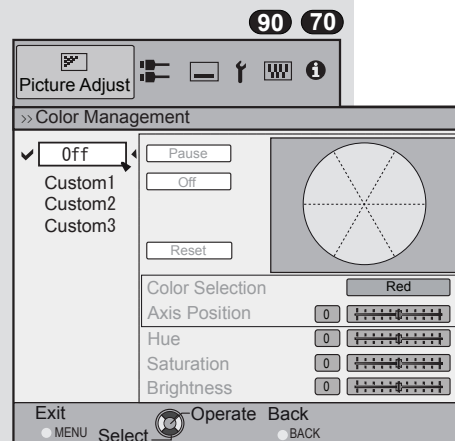 90 70
Picture Adjust
>> Color Management
Off
Custom1
Custom2
Custom3
Pause
Off
Reset
Color Selection Red
Axis Position 0
Hue 0
Saturation 0
Brightness 0
Exit
MENU
Select
Operate
Back
BACK